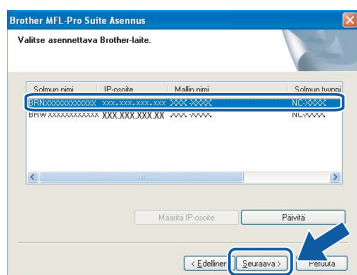 Brother MFL-Pro Suite Asennus
Valitse asennettava Brother-laite.
Solmun nimi IP-osoite Mallin nimi Solmun tyyppi
BRNXXXXXXXXXXXX XXX.XXX.XXX.XXX XXX-XXXX NC-XXXX
BRWXXXXXXXXXXXX XXX.XXX.XXX.XX XXX-XXXX NC-XXXX
Määritä IP-osoite Päivitä
< Edellinen Seuraava > Peruuta